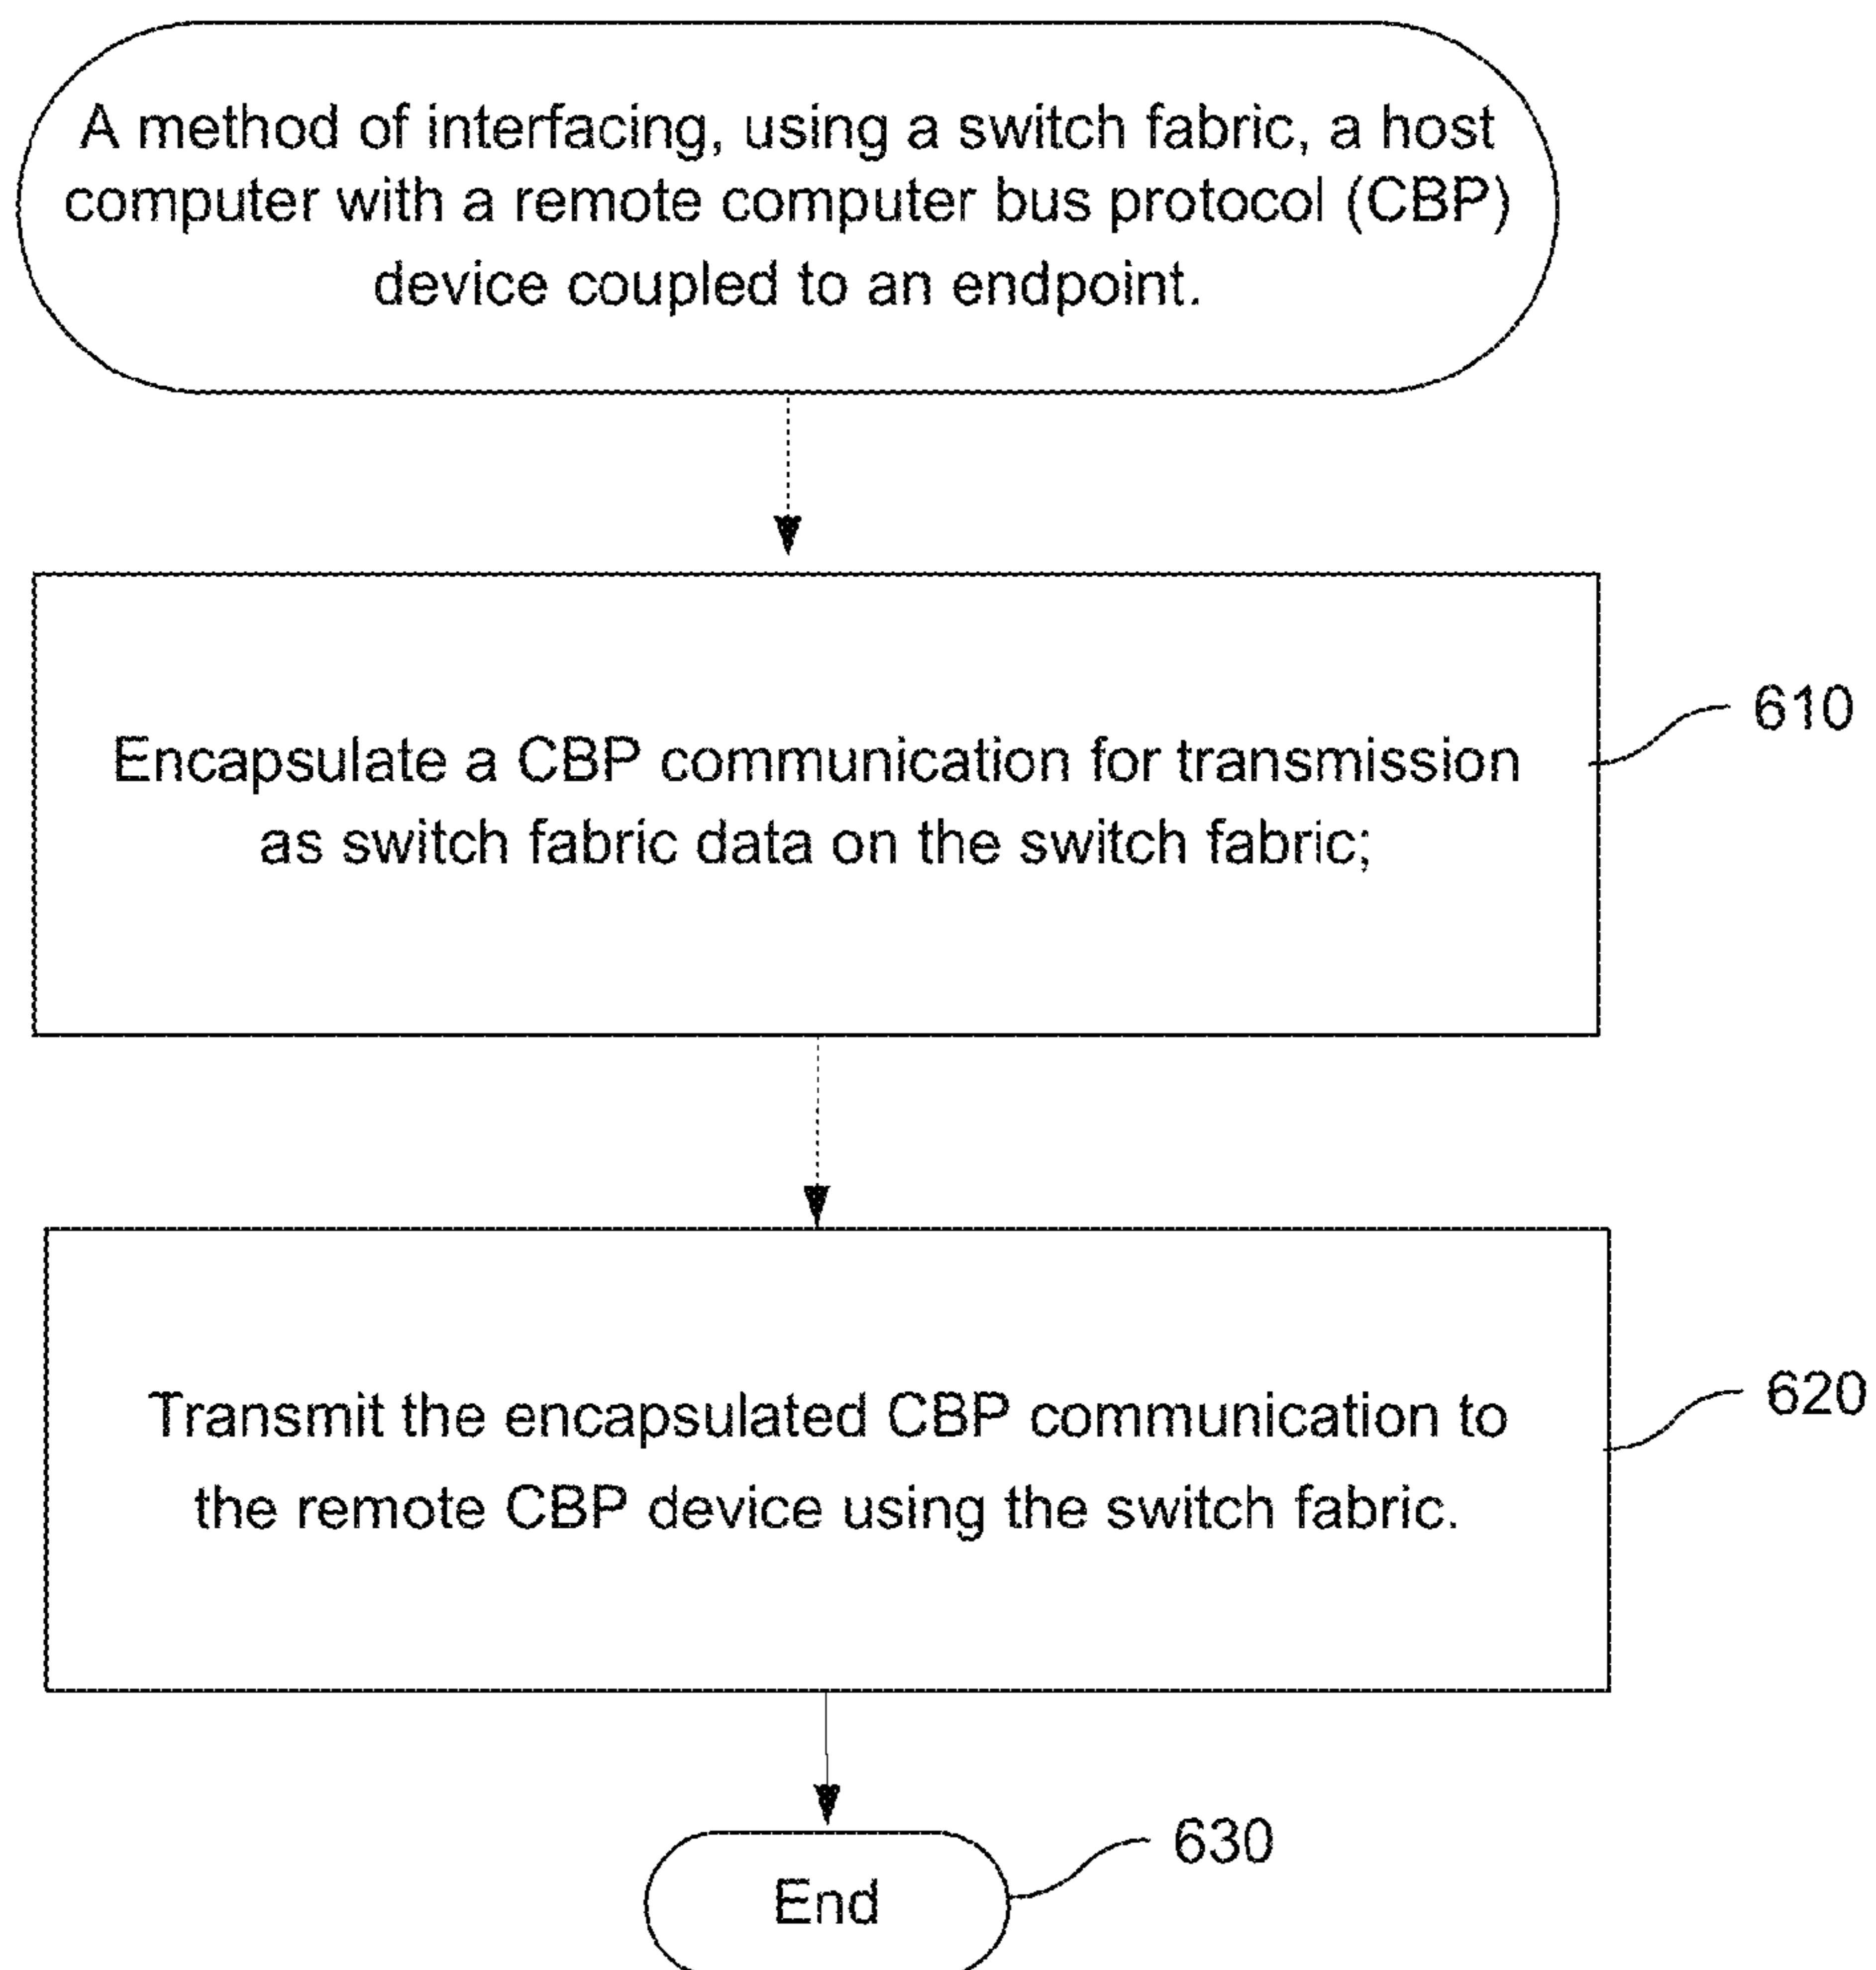 A method of interfacing, using a switch fabric, a host
computer with a remote computer bus protocol (CBP)
device coupled to an endpoint.
610
Encapsulate a CBP communication for transmission
as switch fabric data on the switch fabric;
620
Transmit the encapsulated CBP communication to
the remote CBP device using the switch fabric.
630
End